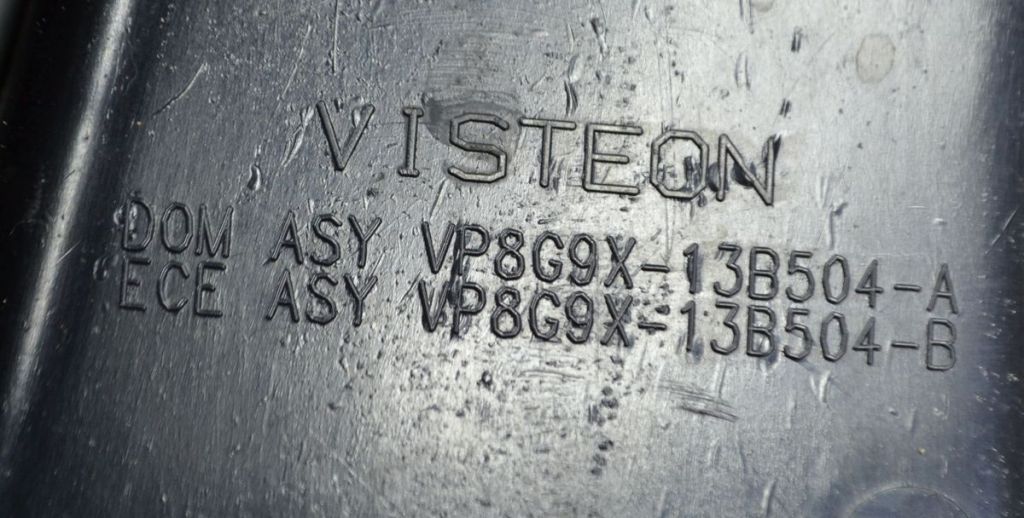 VISTEON
DOM ASY VP8G9X-13B504-A
ECE ASY VP8G9X-13B504-B